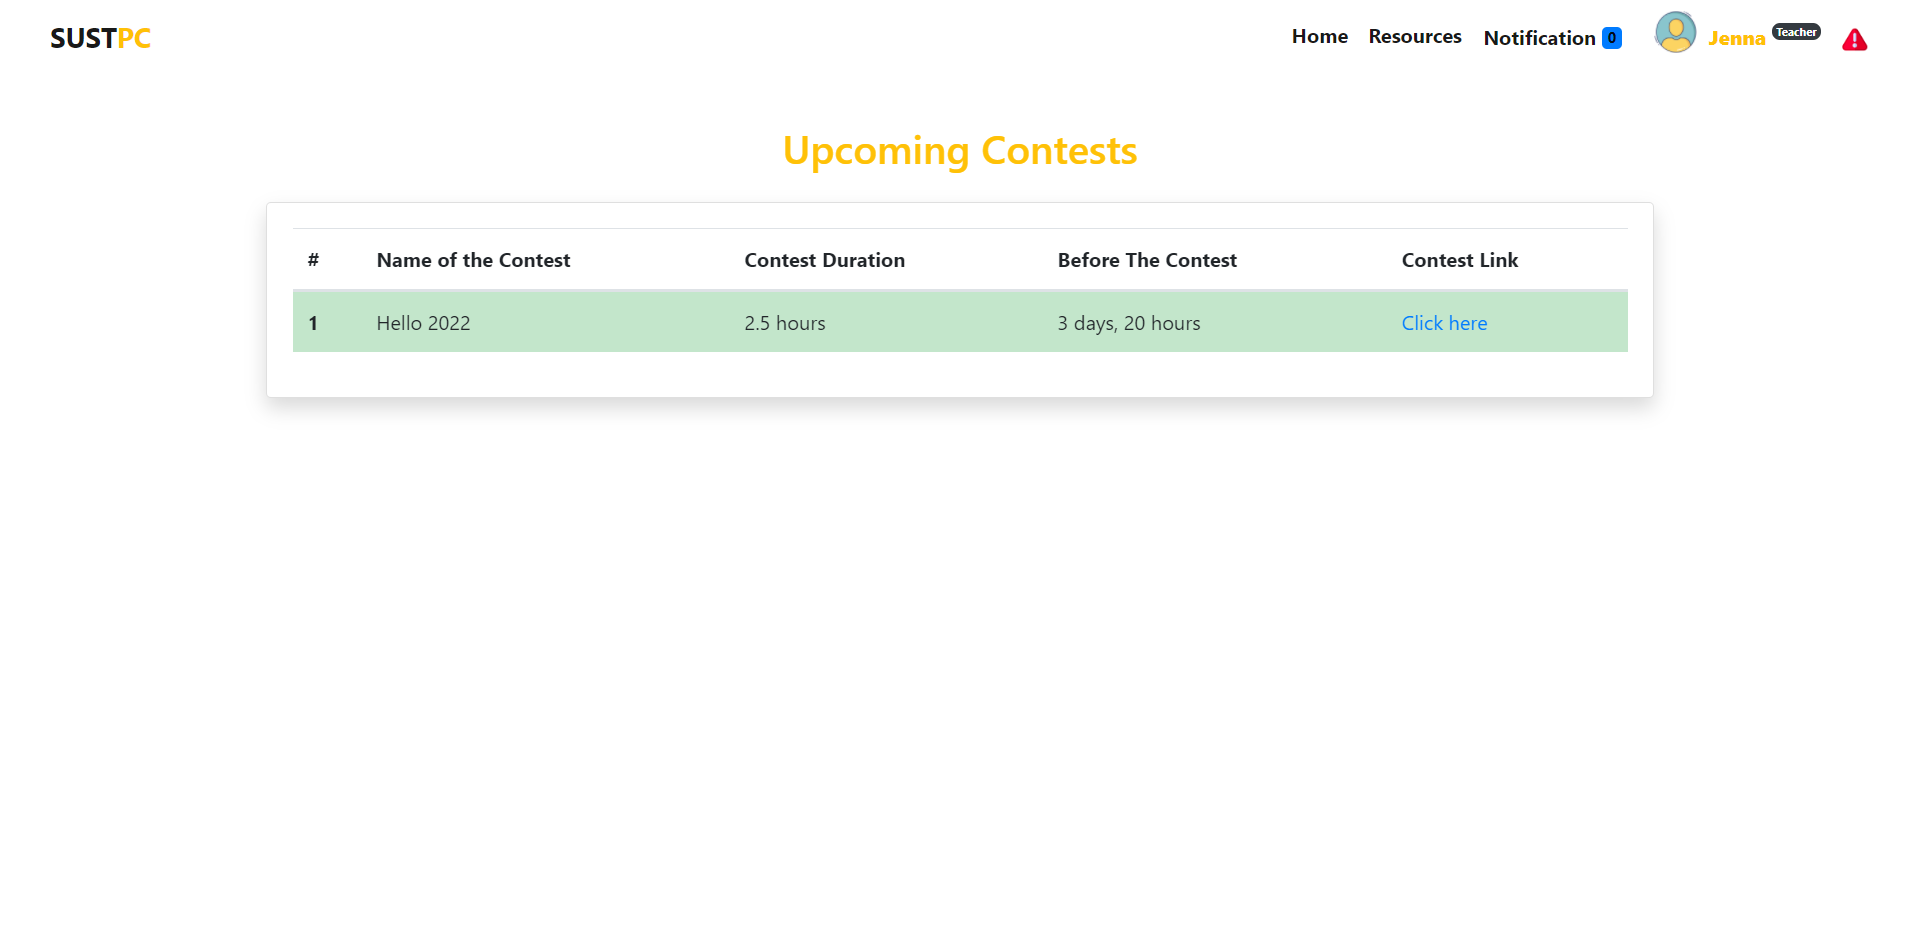 SUSTPC
Home Resources Notification 0 Jenna Teacher
Upcoming Contests
# Name of the Contest Contest Duration Before The Contest Contest Link
1 Hello 2022 2.5 hours 3 days, 20 hours Click here